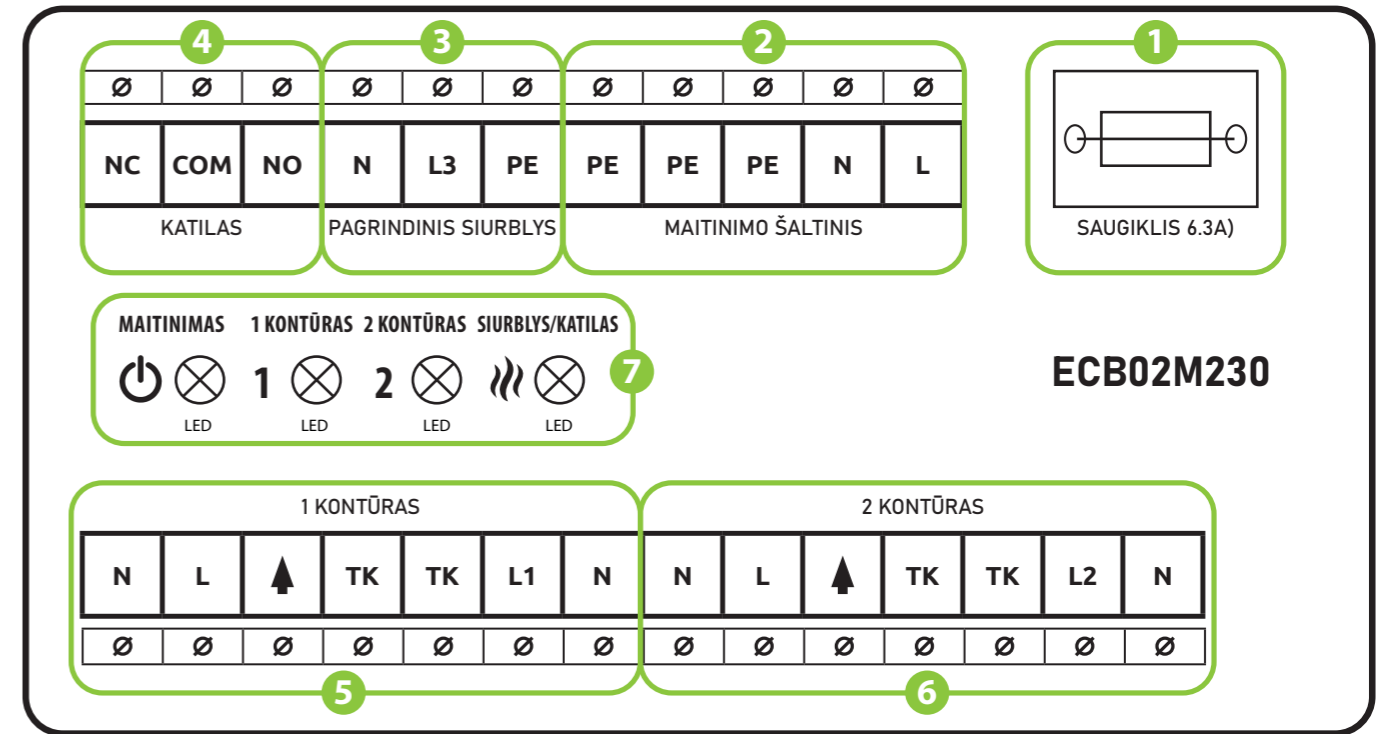 4 3 2 1
Ø Ø Ø Ø Ø Ø Ø Ø Ø Ø Ø
NC COM NO N L3 PE PE PE PE N L
KATILAS PAGRINDINIS SIURBLYS MAITINIMO ŠALTINIS SAUGIKLIS 6.3A)
MAITINIMAS 1 KONTŪRAS 2 KONTŪRAS SIURBLYS/KATILAS
1 2 7
LED LED LED LED
ECB02M230
1 KONTŪRAS 2 KONTŪRAS
N L TK TK L1 N N L TK TK L2 N
Ø Ø Ø Ø Ø Ø Ø Ø Ø Ø Ø Ø Ø Ø
5 6